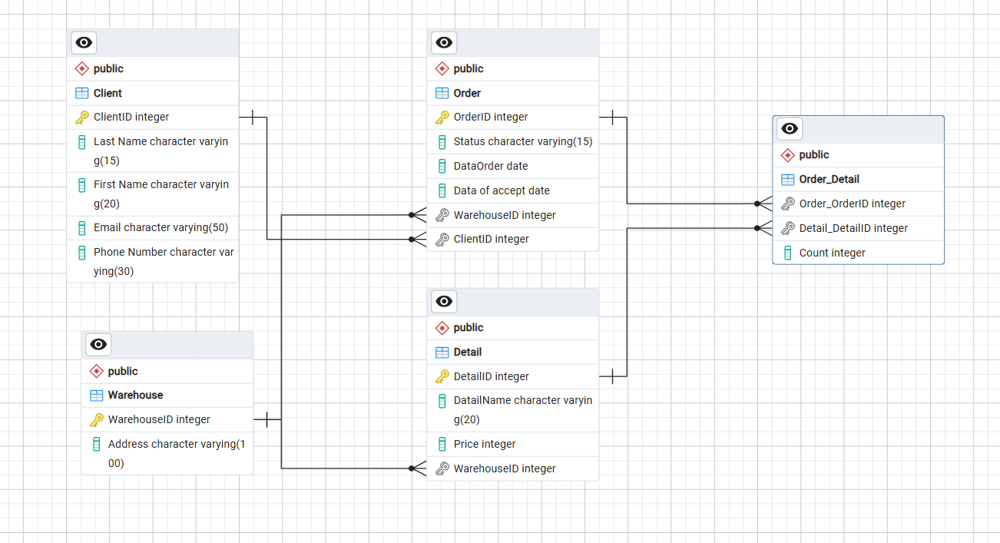 public
Client
ClientID integer
Last Name character varyin
g(15)
First Name character varyin
g(20)
Email character varying(50)
Phone Number character var
ying(30)
public
Warehouse
WarehouseID integer
Address character varying(1
00)
public
Order
OrderID integer
Status character varying(15)
DataOrder date
Data of accept date
WarehouseID integer
ClientID integer
public
Detail
DetailID integer
DatailName character varyin
g(20)
Price integer
WarehouseID integer
public
Order_Detail
Order_OrderID integer
Detail_DetailID integer
Count integer